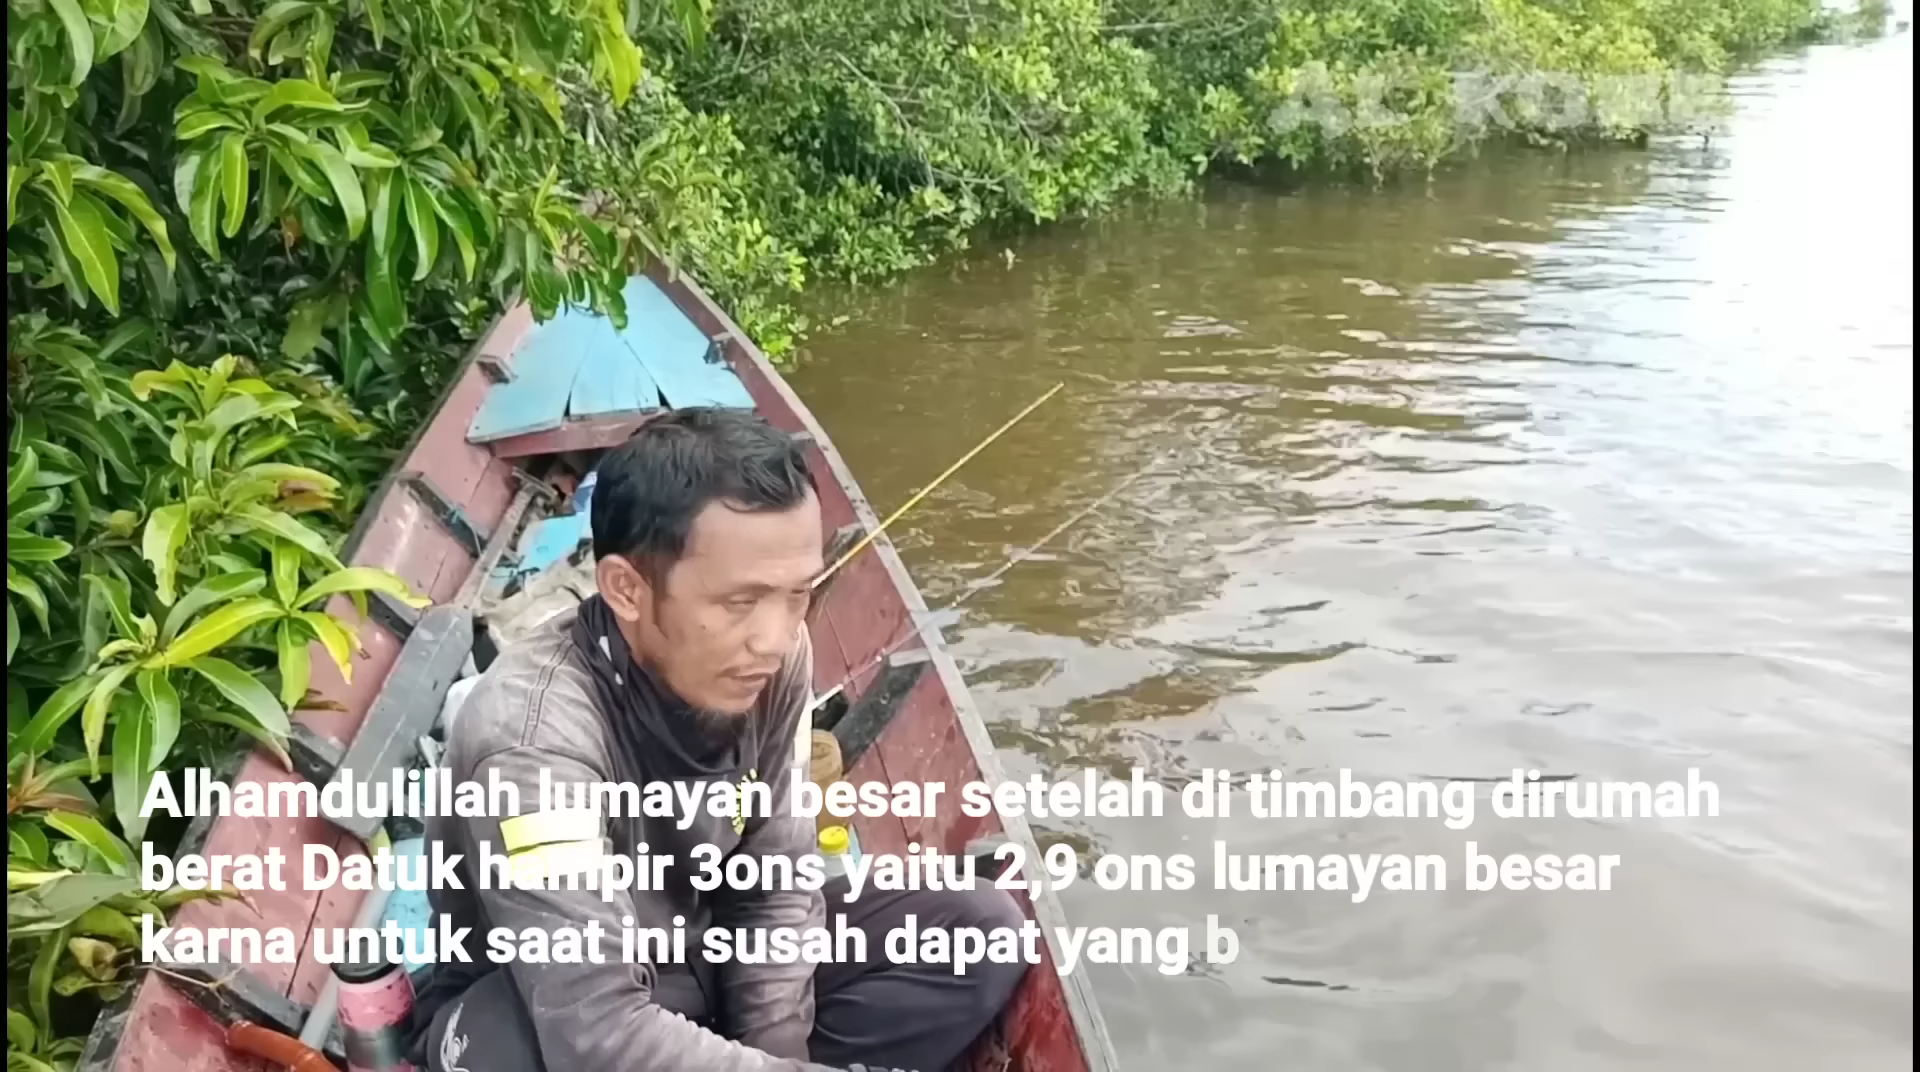 Alhamdulillah lumayan besar setelah di timbang dirumah
berat Datuk hampir 3ons yaitu 2,9 ons lumayan besar
karna untuk saat ini susah dapat yang b